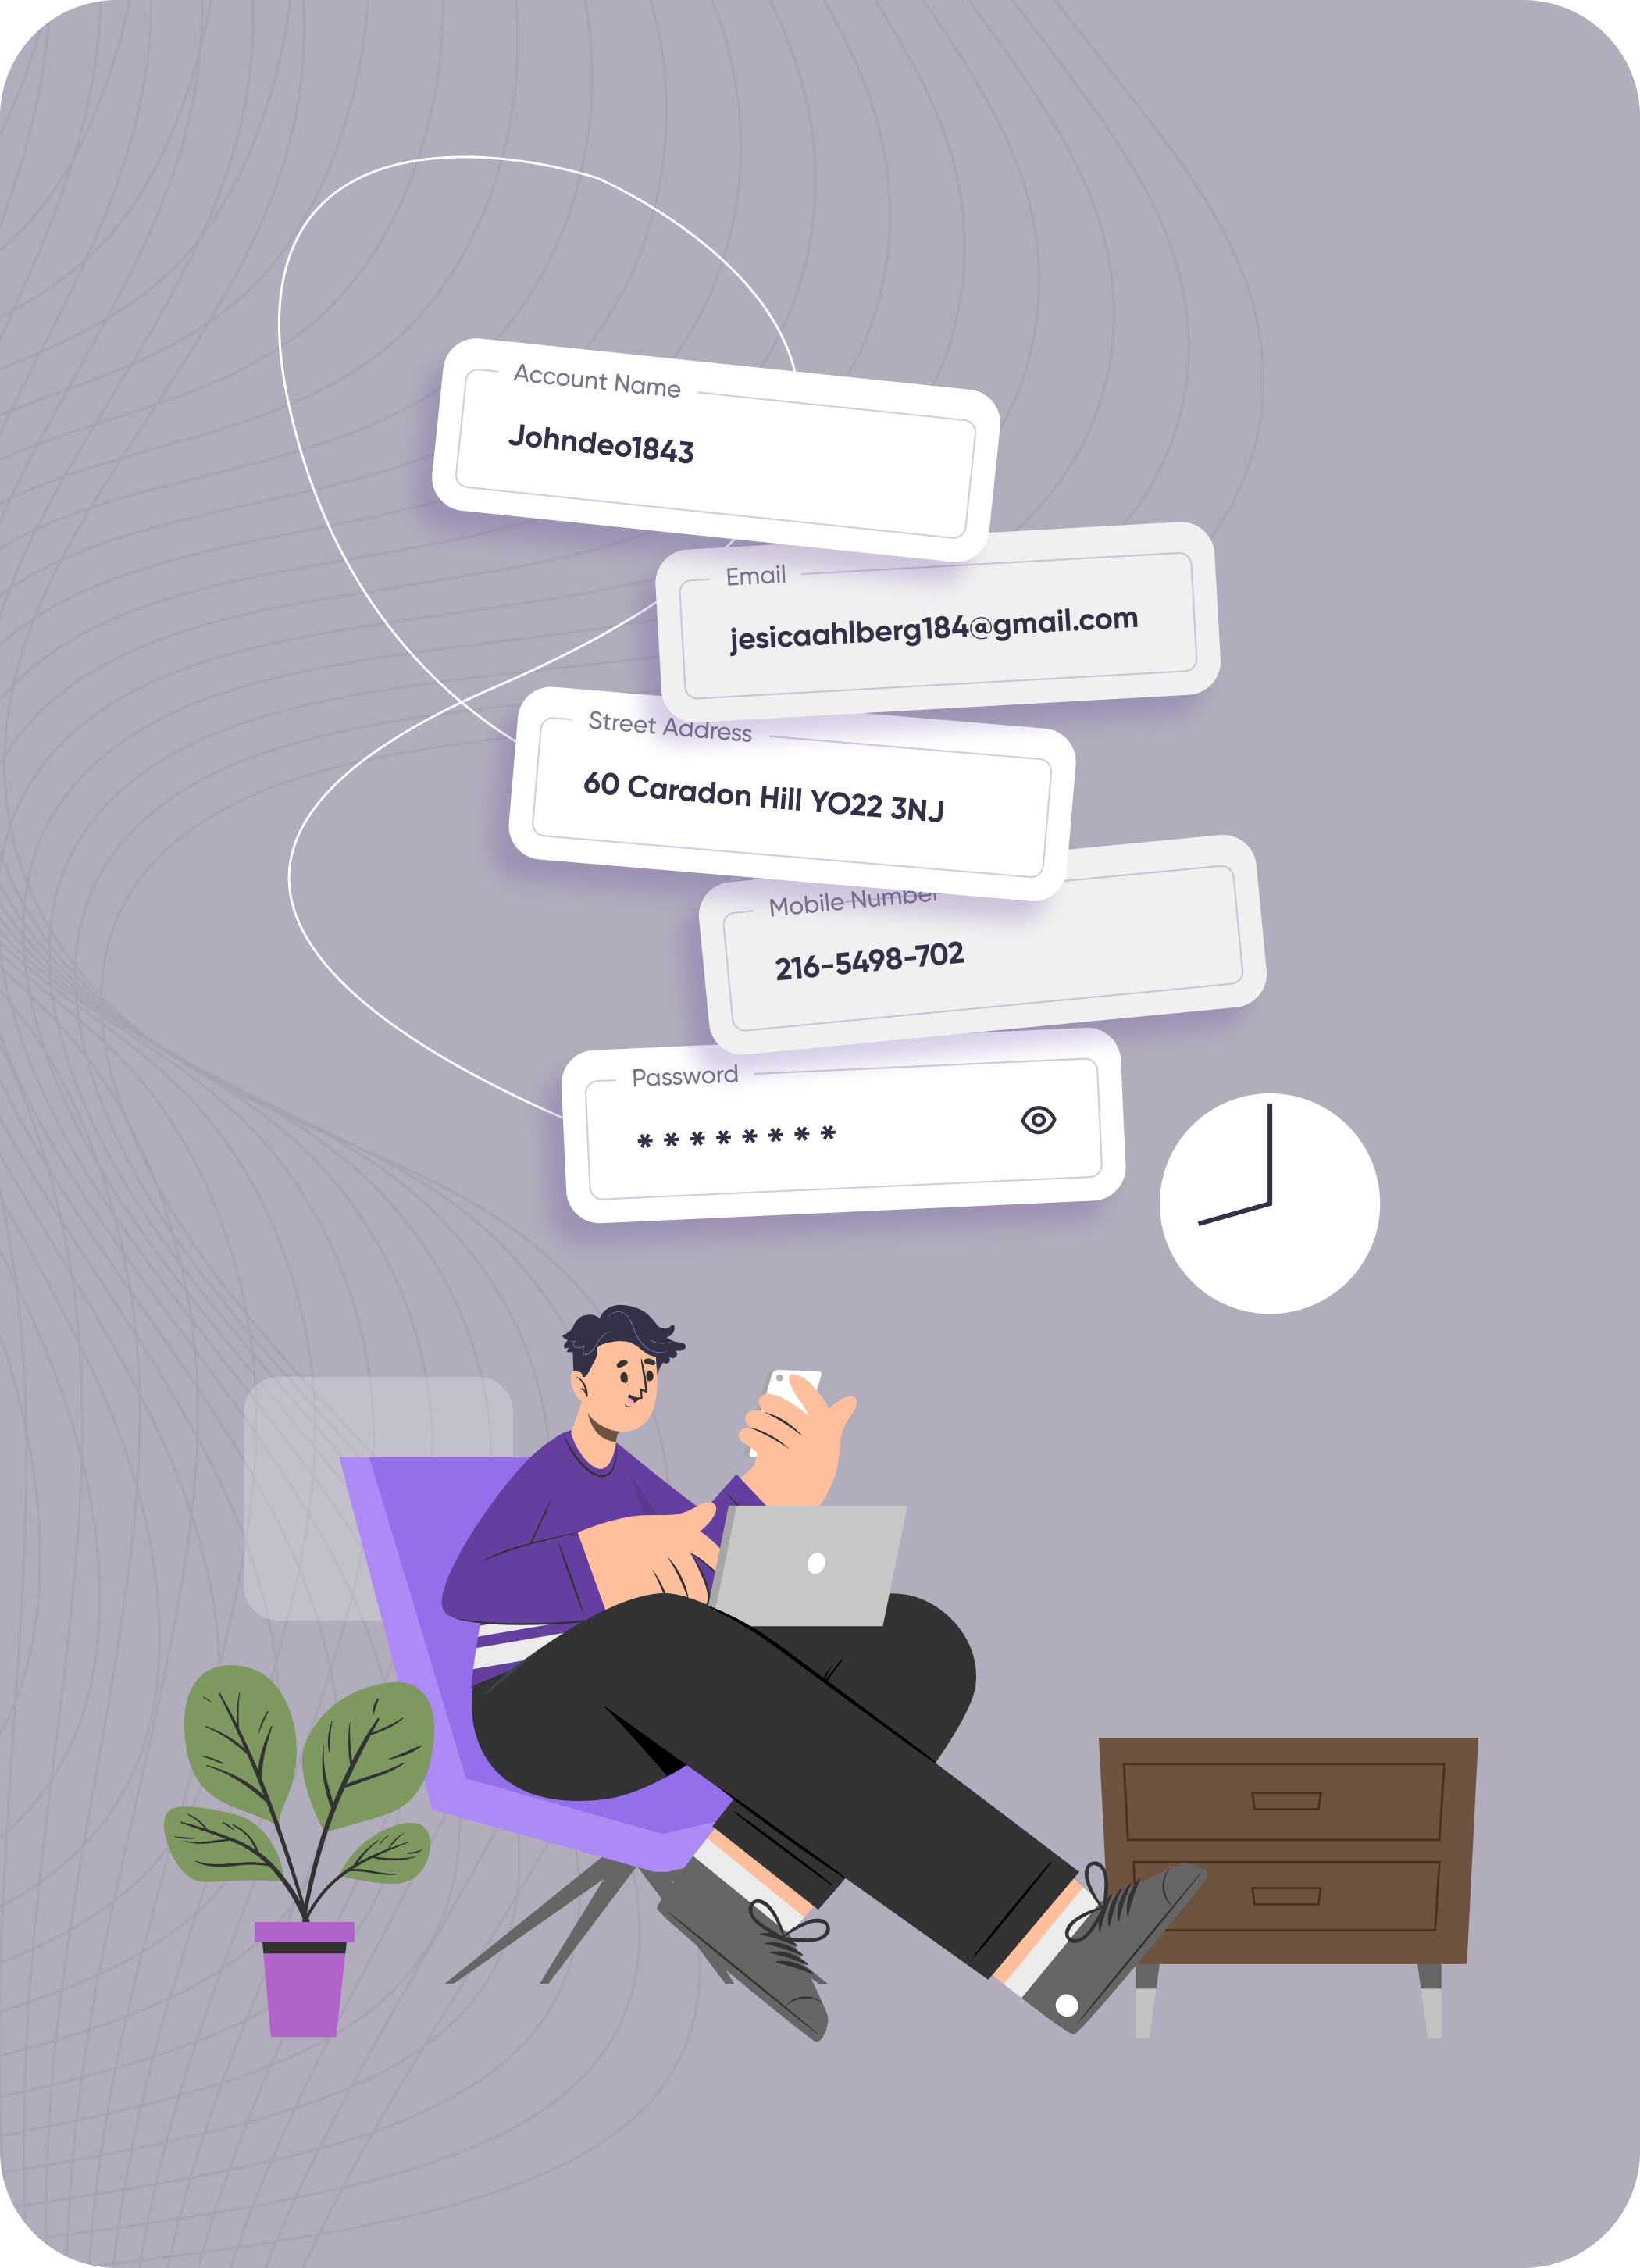 Account Name
Johndeo1843
Email
jesicaahlberg184@gmail.com
Street Address
60 Caradon Hill YO22 3NJ
Mobile Number
216-5498-702
Password
* * * * * * * *